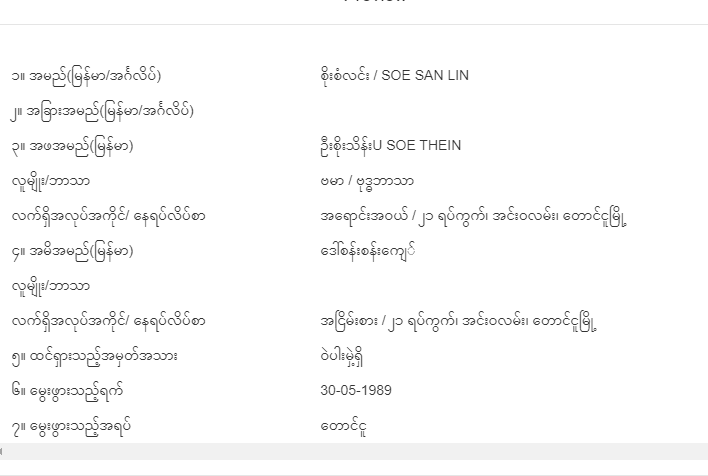 ၁။ အမည်(မြန်မာ/အင်္ဂလိပ်) စိုးစံလင်း / SOE SAN LIN
၂။ အခြားအမည်(မြန်မာ/အင်္ဂလိပ်)
၃။ အဖအမည်(မြန်မာ) ဦးစိုးသိန်းU SOE THEIN
လူမျိုး/ဘာသာ ဗမာ / ဗုဒ္ဓဘာသာ
လက်ရှိအလုပ်အကိုင်/ နေရပ်လိပ်စာ အရောင်းအဝယ် /၂၁ ရပ်ကွက်၊ အင်းဝလမ်း၊ တောင်ငူမြို့
၄။ အမိအမည်(မြန်မာ) ဒေါ်စန်းစန်းကျော်
လူမျိုး/ဘာသာ
လက်ရှိအလုပ်အကိုင်/ နေရပ်လိပ်စာ အငြိမ်းစား /၂၁ ရပ်ကွက်၊ အင်းဝလမ်း၊ တောင်ငူမြို့
၅။ ထင်ရှားသည့်အမှတ်အသား ဝဲပါးမှဲ့ရှိ
၆။ မွေးဖွားသည့်ရက် 30-05-1989
၇။ မွေးဖွားသည့်အရပ် တောင်ငူ